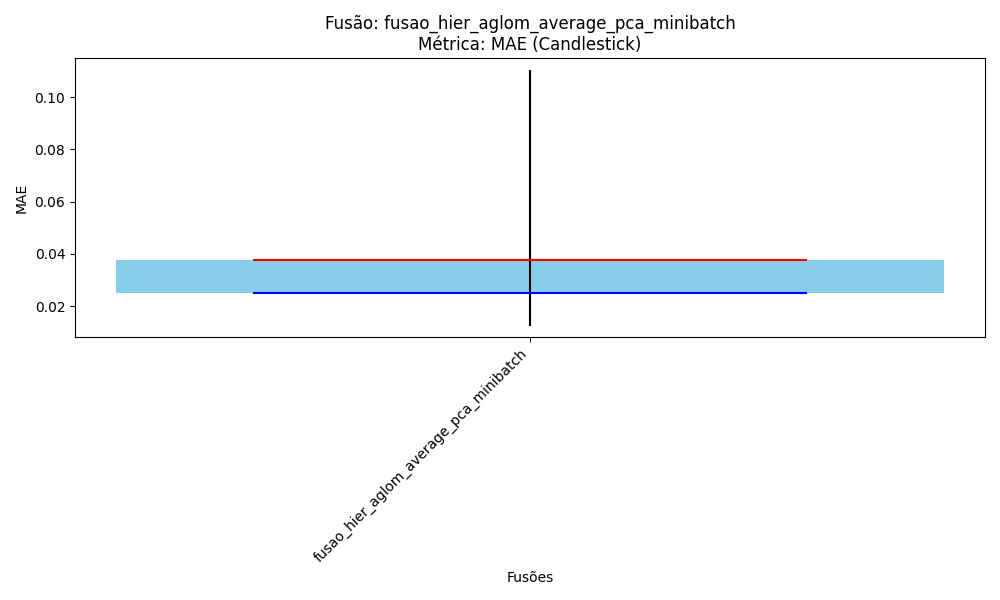 Fusão: fusao_hier_aglom_average_pca_minibatch
Métrica: MAE (Candlestick)
0.10
0.08
0.06
0.04
0.02
MAE
fusao_hier_aglom_average_pca_minibatch
Fusões